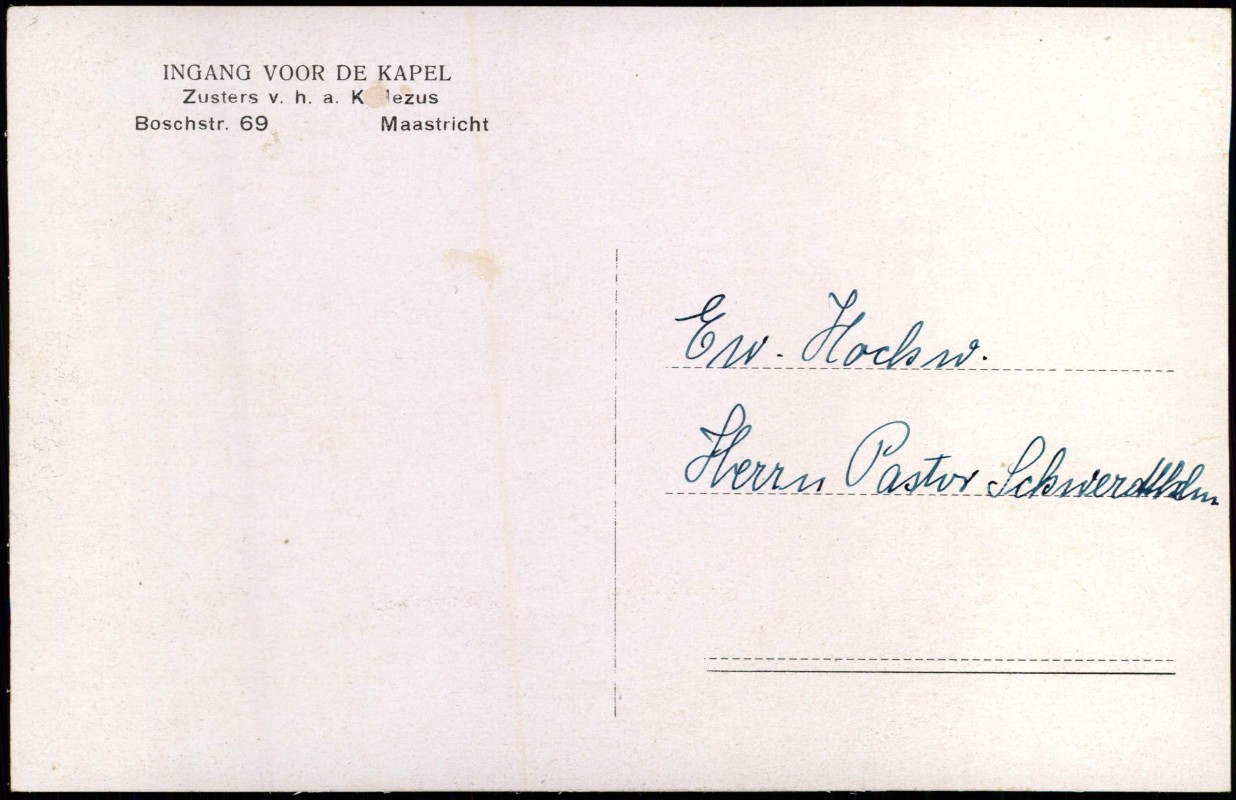 INGANG VOOR DE KAPEL
Zusters v. h. a.
Boschstr. 69 Maastricht
Ew. Hochw.
Herrn Pastor